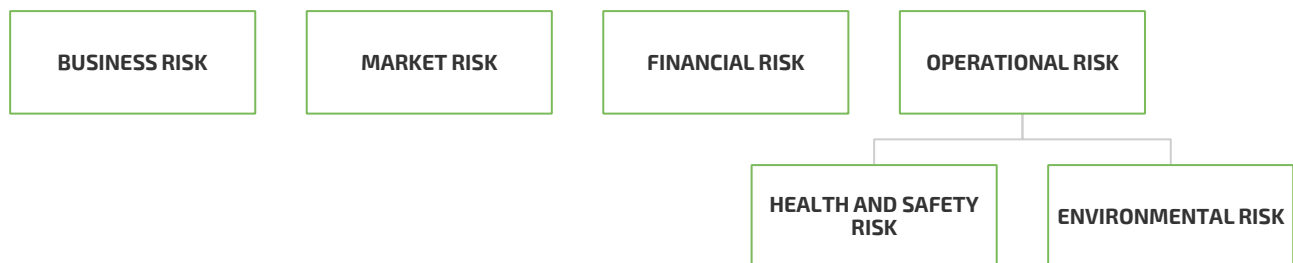 BUSINESS RISK
MARKET RISK
FINANCIAL RISK
OPERATIONAL RISK
HEALTH AND SAFETY
RISK
ENVIRONMENTAL RISK